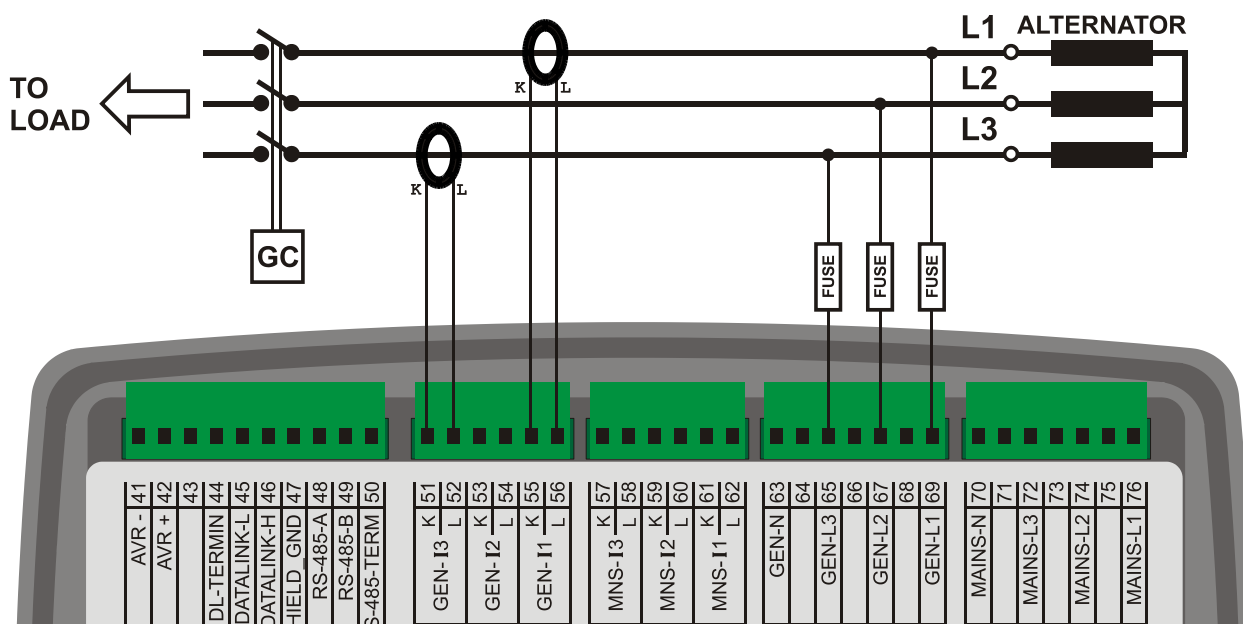 L1 ALTERNATOR
L2
L3
TO
LOAD
K L
K L
GC
FUSE FUSE FUSE
41 42 43 44 45 46 47 48 49 50
AVR - AVR + DL-TERMIN DATALINK-L DATALINK-H HIELD_GND RS-485-A RS-485-B S-485-TERM
51 52 53 54 55 56
K L K L K L
GEN-I3 GEN-I2 GEN-I1
57 58 59 60 61 62
K L K L K L
MNS-I3 MNS-I2 MNS-I1
63 64 65 66 67 68 69
GEN-N GEN-L3 GEN-L2 GEN-L1
70 71 72 73 74 75 76
MAINS-N MAINS-L3 MAINS-L2 MAINS-L1